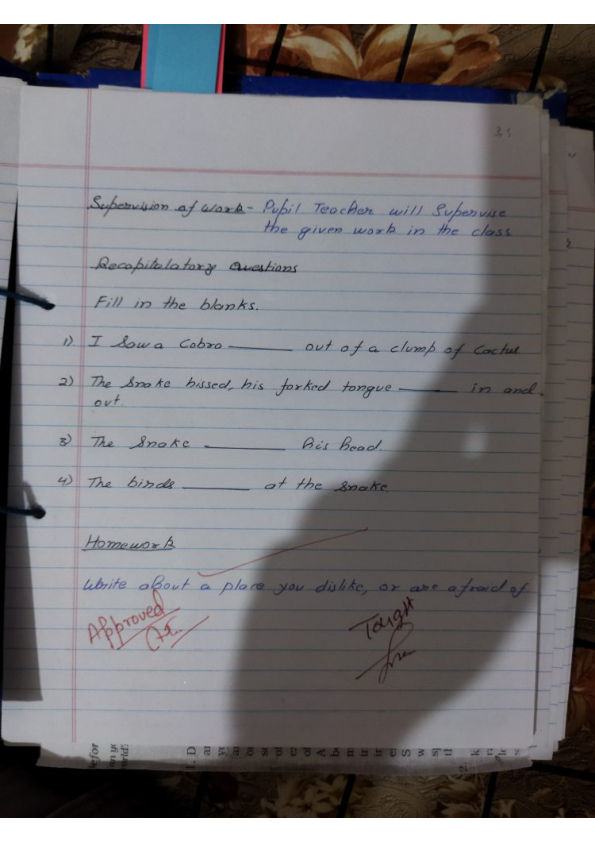 35
Supervision of work - Pupil Teacher will Supervise
the given work in the class
Recapitulatory questions
Fill in the blanks.
1) I saw a Cobra ______ out of a clump of Cactus
2) The Snake hissed, his forked tongue ______ in and
out.
3) The Snake ______ his head.
4) The birds ______ at the Snake.
Homework
Write about a place you dislike, or are afraid of
Approved
Taught